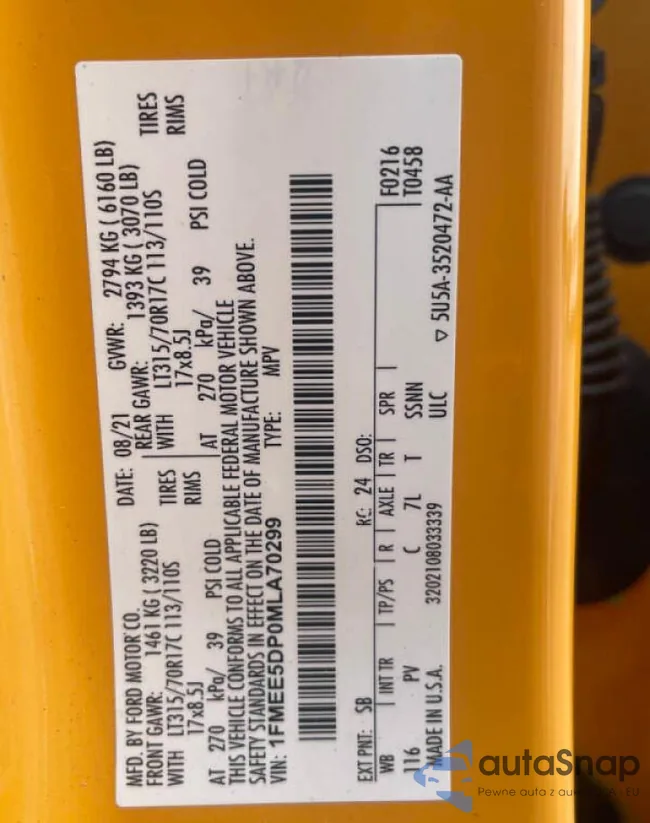 MFD. BY FORD MOTOR CO.
DATE: 08/21 GVWR: 2794 KG ( 6160 LB)
FRONT GAWR: 1461 KG ( 3220 LB) REAR GAWR: 1393 KG ( 3070 LB)
WITH LT315/70R17C 113/110S TIRES WITH LT315/70R17C 113/110S TIRES
17x8.5J RIMS 17x8.5J RIMS
AT 270 kPa/ 39 PSI COLD AT 270 kPa/ 39 PSI COLD
THIS VEHICLE CONFORMS TO ALL APPLICABLE FEDERAL MOTOR VEHICLE
SAFETY STANDARDS IN EFFECT ON THE DATE OF MANUFACTURE SHOWN ABOVE.
VIN: 1FMEE5DP0MLA70299 TYPE: MPV
EXT PNT: SB RC: 24 DSO: F0216
T0458
WB INT TR TP/PS R AXLE TR SPR
116 PV C 7L T SSNN
MADE IN U.S.A. 3202108033339 ULC 5U5A-3520472-AA
autoSnap
Pewne auta z au i EU